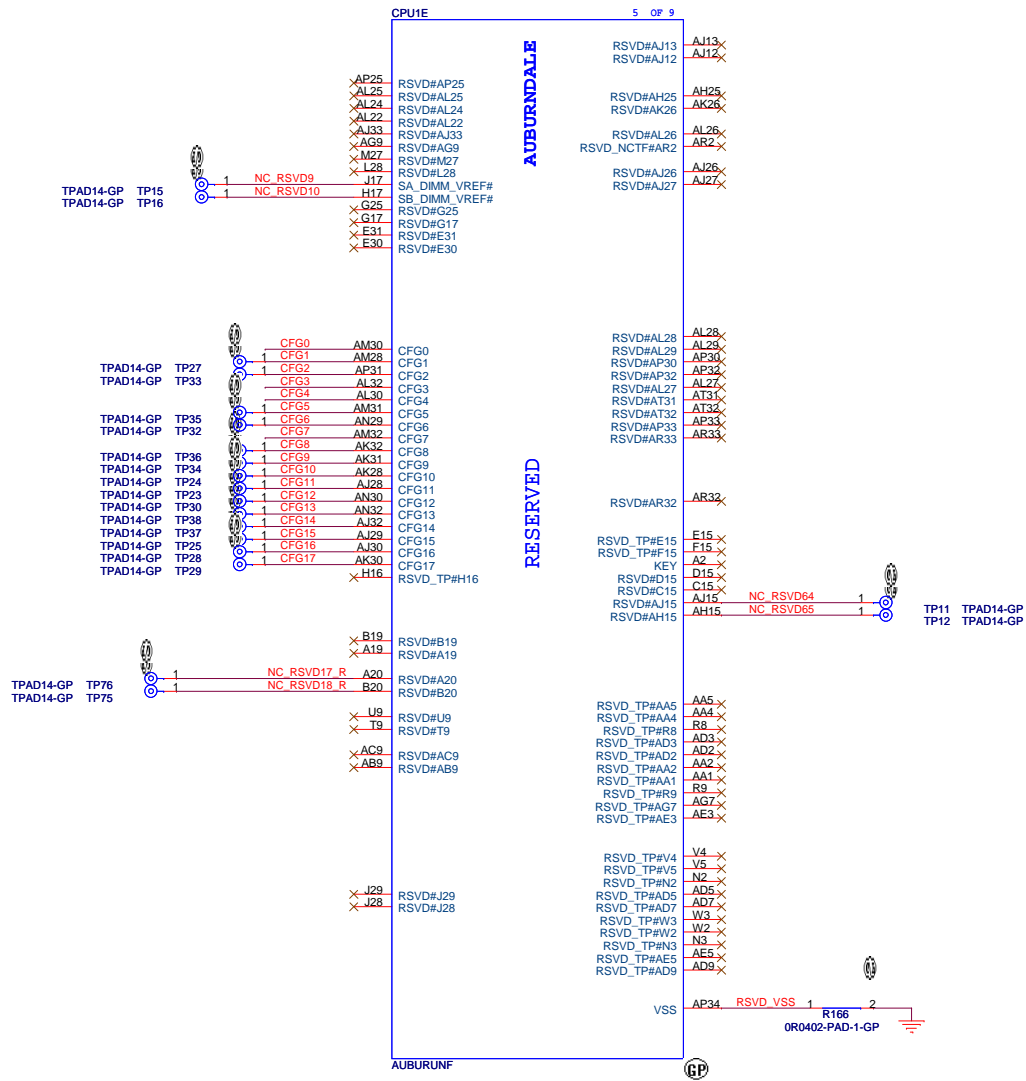 CPU1E 5 OF 9
AUBURNDALE
RESERVED
AP25 RSVD#AP25
AL25 RSVD#AL25
AL24 RSVD#AL24
AL22 RSVD#AL22
AJ33 RSVD#AJ33
AG9 RSVD#AG9
M27 RSVD#M27
L28 RSVD#L28
TPAD14-GP TP15 1 NC_RSVD9 J17 SA_DIMM_VREF#
TPAD14-GP TP16 1 NC_RSVD10 H17 SB_DIMM_VREF#
G25 RSVD#G25
G17 RSVD#G17
E31 RSVD#E31
E30 RSVD#E30
CFG0 AM30 CFG0
TPAD14-GP TP27 1 CFG1 AM28 CFG1
TPAD14-GP TP33 1 CFG2 AP31 CFG2
CFG3 AL32 CFG3
CFG4 AL30 CFG4
TPAD14-GP TP35 1 CFG5 AM31 CFG5
TPAD14-GP TP32 1 CFG6 AN29 CFG6
CFG7 AM32 CFG7
TPAD14-GP TP36 1 CFG8 AK32 CFG8
TPAD14-GP TP34 1 CFG9 AK31 CFG9
TPAD14-GP TP24 1 CFG10 AK28 CFG10
TPAD14-GP TP23 1 CFG11 AJ28 CFG11
TPAD14-GP TP30 1 CFG12 AN30 CFG12
TPAD14-GP TP38 1 CFG13 AN32 CFG13
TPAD14-GP TP37 1 CFG14 AJ32 CFG14
TPAD14-GP TP25 1 CFG15 AJ29 CFG15
TPAD14-GP TP28 1 CFG16 AJ30 CFG16
TPAD14-GP TP29 1 CFG17 AK30 CFG17
H16 RSVD_TP#H16
B19 RSVD#B19
A19 RSVD#A19
TPAD14-GP TP76 1 NC_RSVD17_R A20 RSVD#A20
TPAD14-GP TP75 1 NC_RSVD18_R B20 RSVD#B20
U9 RSVD#U9
T9 RSVD#T9
AC9 RSVD#AC9
AB9 RSVD#AB9
J29 RSVD#J29
J28 RSVD#J28
RSVD#AJ13 AJ13
RSVD#AJ12 AJ12
RSVD#AH25 AH25
RSVD#AK26 AK26
RSVD#AL26 AL26
RSVD_NCTF#AR2 AR2
RSVD#AJ26 AJ26
RSVD#AJ27 AJ27
RSVD#AL28 AL28
RSVD#AL29 AL29
RSVD#AP30 AP30
RSVD#AP32 AP32
RSVD#AL27 AL27
RSVD#AT31 AT31
RSVD#AT32 AT32
RSVD#AP33 AP33
RSVD#AR33 AR33
RSVD#AR32 AR32
RSVD_TP#E15 E15
RSVD_TP#F15 F15
KEY A2
RSVD#D15 D15
RSVD#C15 C15
RSVD#AJ15 AJ15 NC_RSVD64 1 TP11 TPAD14-GP
RSVD#AH15 AH15 NC_RSVD65 1 TP12 TPAD14-GP
RSVD_TP#AA5 AA5
RSVD_TP#AA4 AA4
RSVD_TP#R8 R8
RSVD_TP#AD3 AD3
RSVD_TP#AD2 AD2
RSVD_TP#AA2 AA2
RSVD_TP#AA1 AA1
RSVD_TP#R9 R9
RSVD_TP#AG7 AG7
RSVD_TP#AE3 AE3
RSVD_TP#V4 V4
RSVD_TP#V5 V5
RSVD_TP#N2 N2
RSVD_TP#AD5 AD5
RSVD_TP#AD7 AD7
RSVD_TP#W3 W3
RSVD_TP#W2 W2
RSVD_TP#N3 N3
RSVD_TP#AE5 AE5
RSVD_TP#AD9 AD9
VSS AP34 RSVD_VSS 1 2
R166
0R0402-PAD-1-GP
AUBURUNF
GP